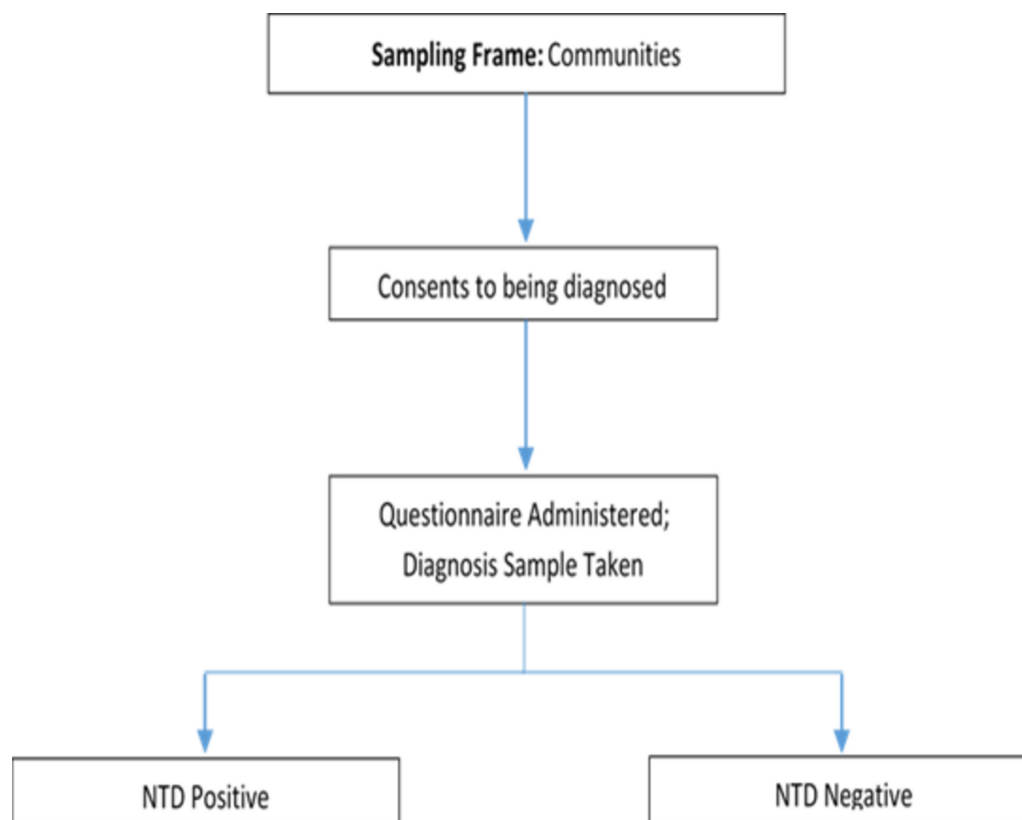 Sampling Frame: Communities
Consents to being diagnosed
Questionnaire Administered;
Diagnosis Sample Taken
NTD Positive
NTD Negative